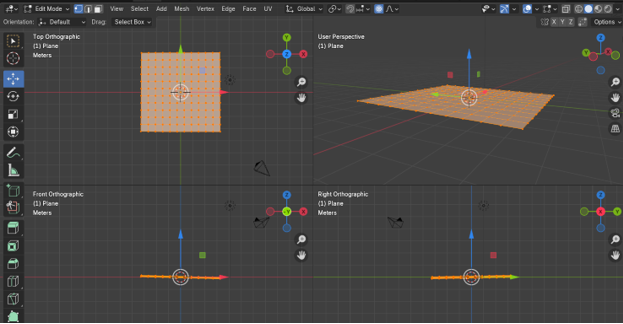 Edit Mode View Select Add Mesh Vertex Edge Face UV Global
Orientation: Default Drag: Select Box X Y Z Options
Top Orthographic
(1) Plane
Meters
User Perspective
(1) Plane
Front Orthographic
(1) Plane
Meters
Right Orthographic
(1) Plane
Meters